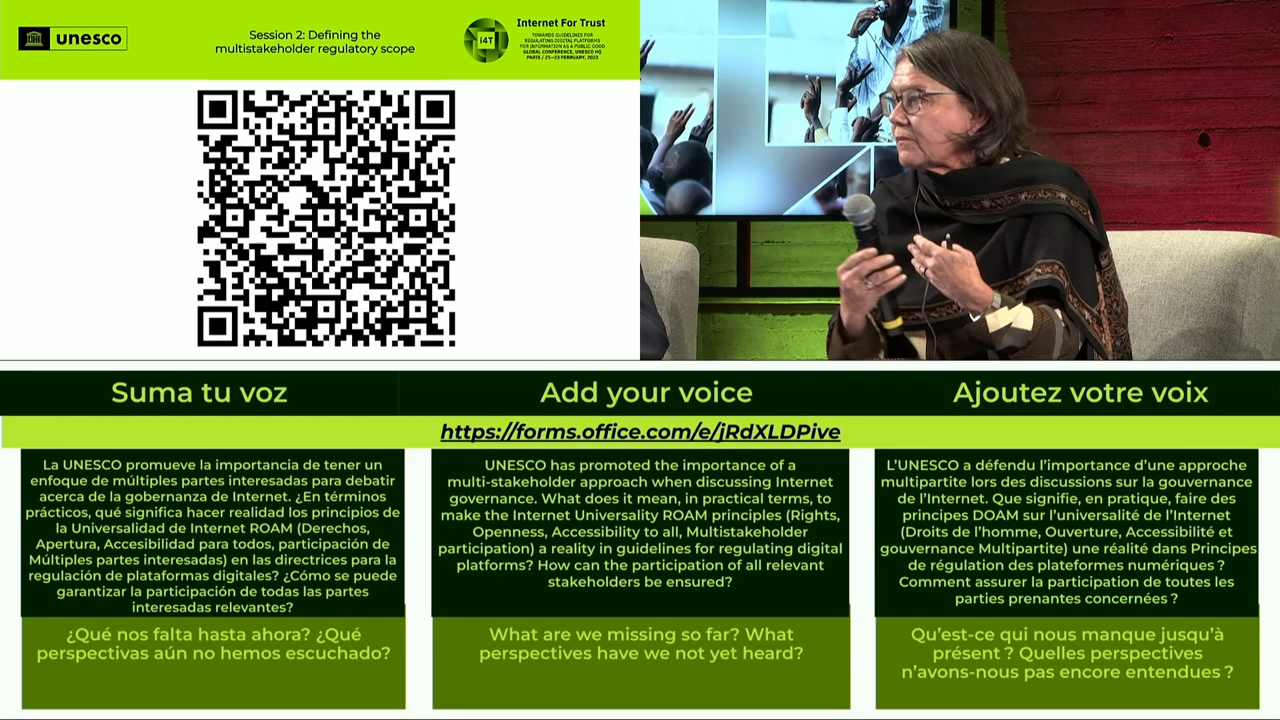 unesco
Session 2: Defining the
multistakeholder regulatory scope
i4T
Internet For Trust
TOWARDS GUIDELINES FOR
REGULATING DIGITAL PLATFORMS
FOR INFORMATION AS A PUBLIC GOOD
GLOBAL CONFERENCE, UNESCO HQ
PARIS / 21–23 FEBRUARY, 2023
Suma tu voz
Add your voice
Ajoutez votre voix
https://forms.office.com/e/jRdXLDPive
La UNESCO promueve la importancia de tener un
enfoque de múltiples partes interesadas para debatir
acerca de la gobernanza de Internet. ¿En términos
prácticos, qué significa hacer realidad los principios de
la Universalidad de Internet ROAM (Derechos,
Apertura, Accesibilidad para todos, participación de
Múltiples partes interesadas) en las directrices para la
regulación de plataformas digitales? ¿Cómo se puede
garantizar la participación de todas las partes
interesadas relevantes?
¿Qué nos falta hasta ahora? ¿Qué
perspectivas aún no hemos escuchado?
UNESCO has promoted the importance of a
multi-stakeholder approach when discussing Internet
governance. What does it mean, in practical terms, to
make the Internet Universality ROAM principles (Rights,
Openness, Accessibility to all, Multistakeholder
participation) a reality in guidelines for regulating digital
platforms? How can the participation of all relevant
stakeholders be ensured?
What are we missing so far? What
perspectives have we not yet heard?
L’UNESCO a défendu l’importance d’une approche
multipartite lors des discussions sur la gouvernance
de l’Internet. Que signifie, en pratique, faire des
principes DOAM sur l’universalité de l’Internet
(Droits de l’homme, Ouverture, Accessibilité et
gouvernance Multipartite) une réalité dans Principes
de régulation des plateformes numériques ?
Comment assurer la participation de toutes les
parties prenantes concernées ?
Qu’est-ce qui nous manque jusqu’à
présent ? Quelles perspectives
n’avons-nous pas encore entendues ?